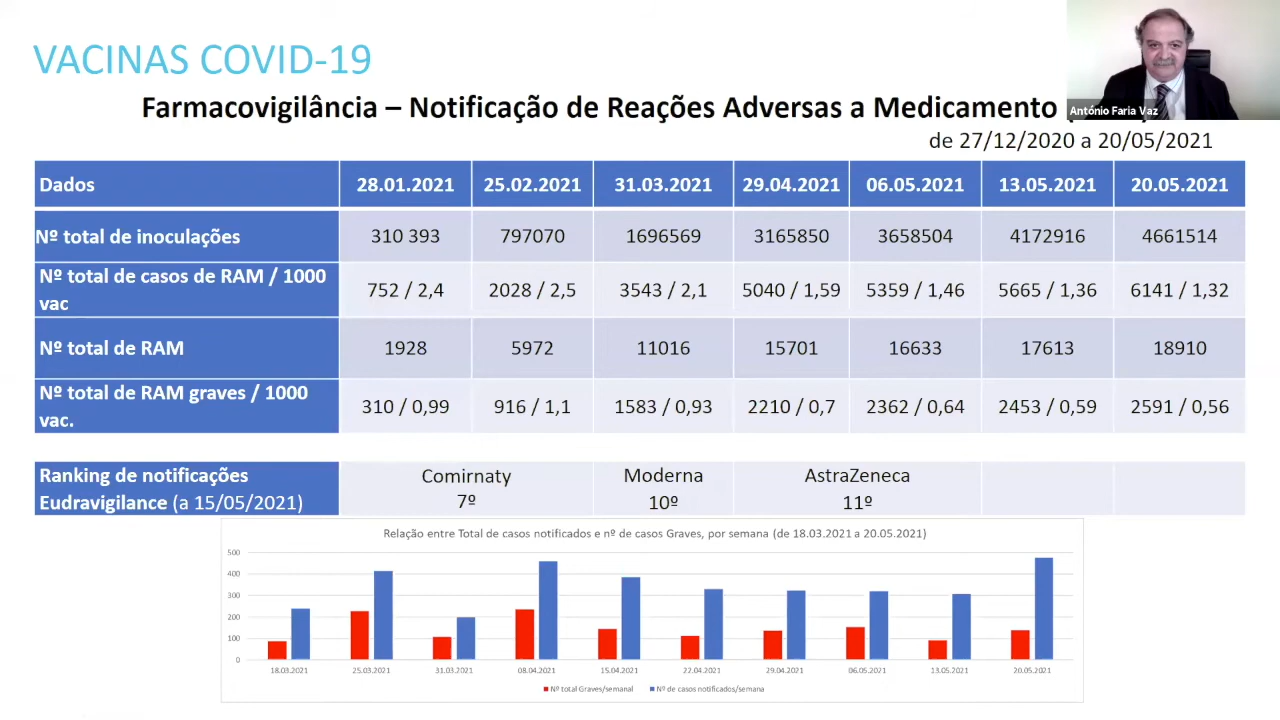 VACINAS COVID-19
Farmacovigilância – Notificação de Reações Adversas a Medicamento
António Faria Vaz
de 27/12/2020 a 20/05/2021
Dados 28.01.2021 25.02.2021 31.03.2021 29.04.2021 06.05.2021 13.05.2021 20.05.2021
Nº total de inoculações 310 393 797070 1696569 3165850 3658504 4172916 4661514
Nº total de casos de RAM / 1000
vac 752 / 2,4 2028 / 2,5 3543 / 2,1 5040 / 1,59 5359 / 1,46 5665 / 1,36 6141 / 1,32
Nº total de RAM 1928 5972 11016 15701 16633 17613 18910
Nº total de RAM graves / 1000
vac. 310 / 0,99 916 / 1,1 1583 / 0,93 2210 / 0,7 2362 / 0,64 2453 / 0,59 2591 / 0,56
Ranking de notificações Comirnaty Moderna AstraZeneca
Eudravigilance (a 15/05/2021) 7º 10º 11º
Relação entre Total de casos notificados e nº de casos Graves, por semana (de 18.03.2021 a 20.05.2021)
500
400
300
200
100
0
18.03.2021 25.03.2021 31.03.2021 08.04.2021 15.04.2021 22.04.2021 29.04.2021 06.05.2021 13.05.2021 20.05.2021
Nº total Graves/semanal Nº de casos notificados/semana